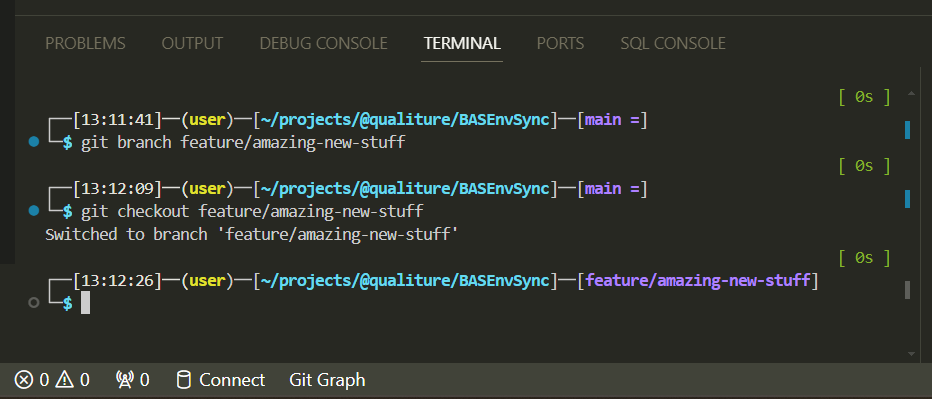 PROBLEMS OUTPUT DEBUG CONSOLE TERMINAL PORTS SQL CONSOLE
[ 0s ]
┌──[13:11:41]─(user)─[~/projects/@qualiture/BASEnvSync]─[main =]
└─$ git branch feature/amazing-new-stuff
[ 0s ]
┌──[13:12:09]─(user)─[~/projects/@qualiture/BASEnvSync]─[main =]
└─$ git checkout feature/amazing-new-stuff
Switched to branch 'feature/amazing-new-stuff'
[ 0s ]
┌──[13:12:26]─(user)─[~/projects/@qualiture/BASEnvSync]─[feature/amazing-new-stuff]
└─$
0 0 0 Connect Git Graph